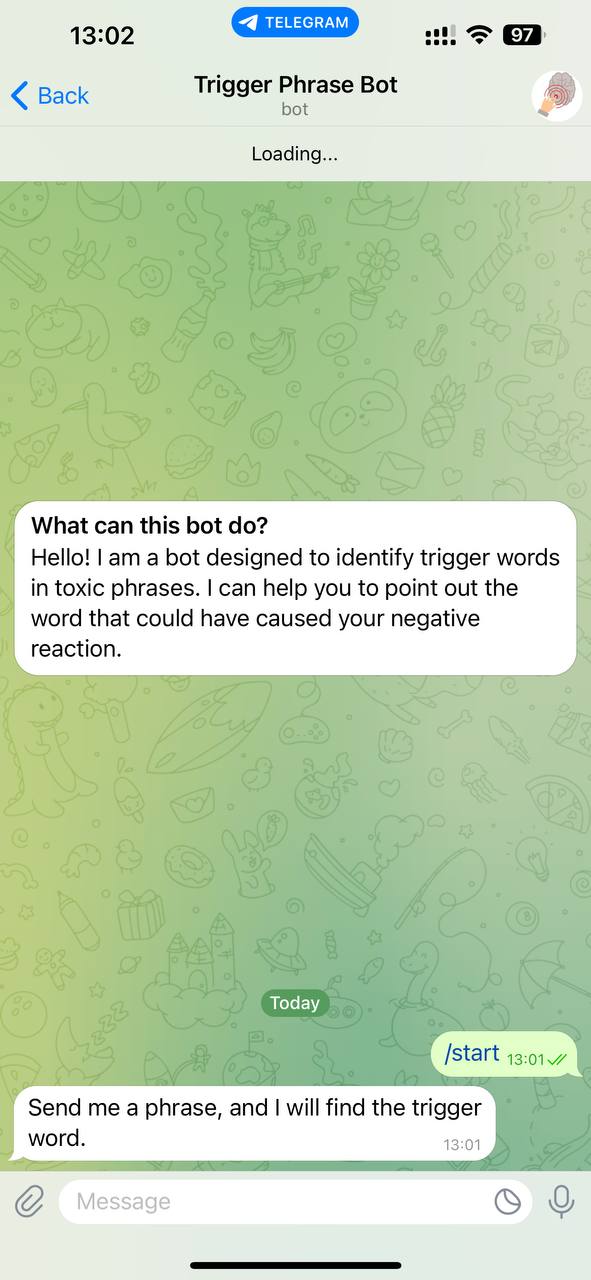 13:02
TELEGRAM
97
Back
Trigger Phrase Bot
bot
Loading...
What can this bot do?
Hello! I am a bot designed to identify trigger words
in toxic phrases. I can help you to point out the
word that could have caused your negative
reaction.
Today
/start 13:01
Send me a phrase, and I will find the trigger
word.
13:01
Message